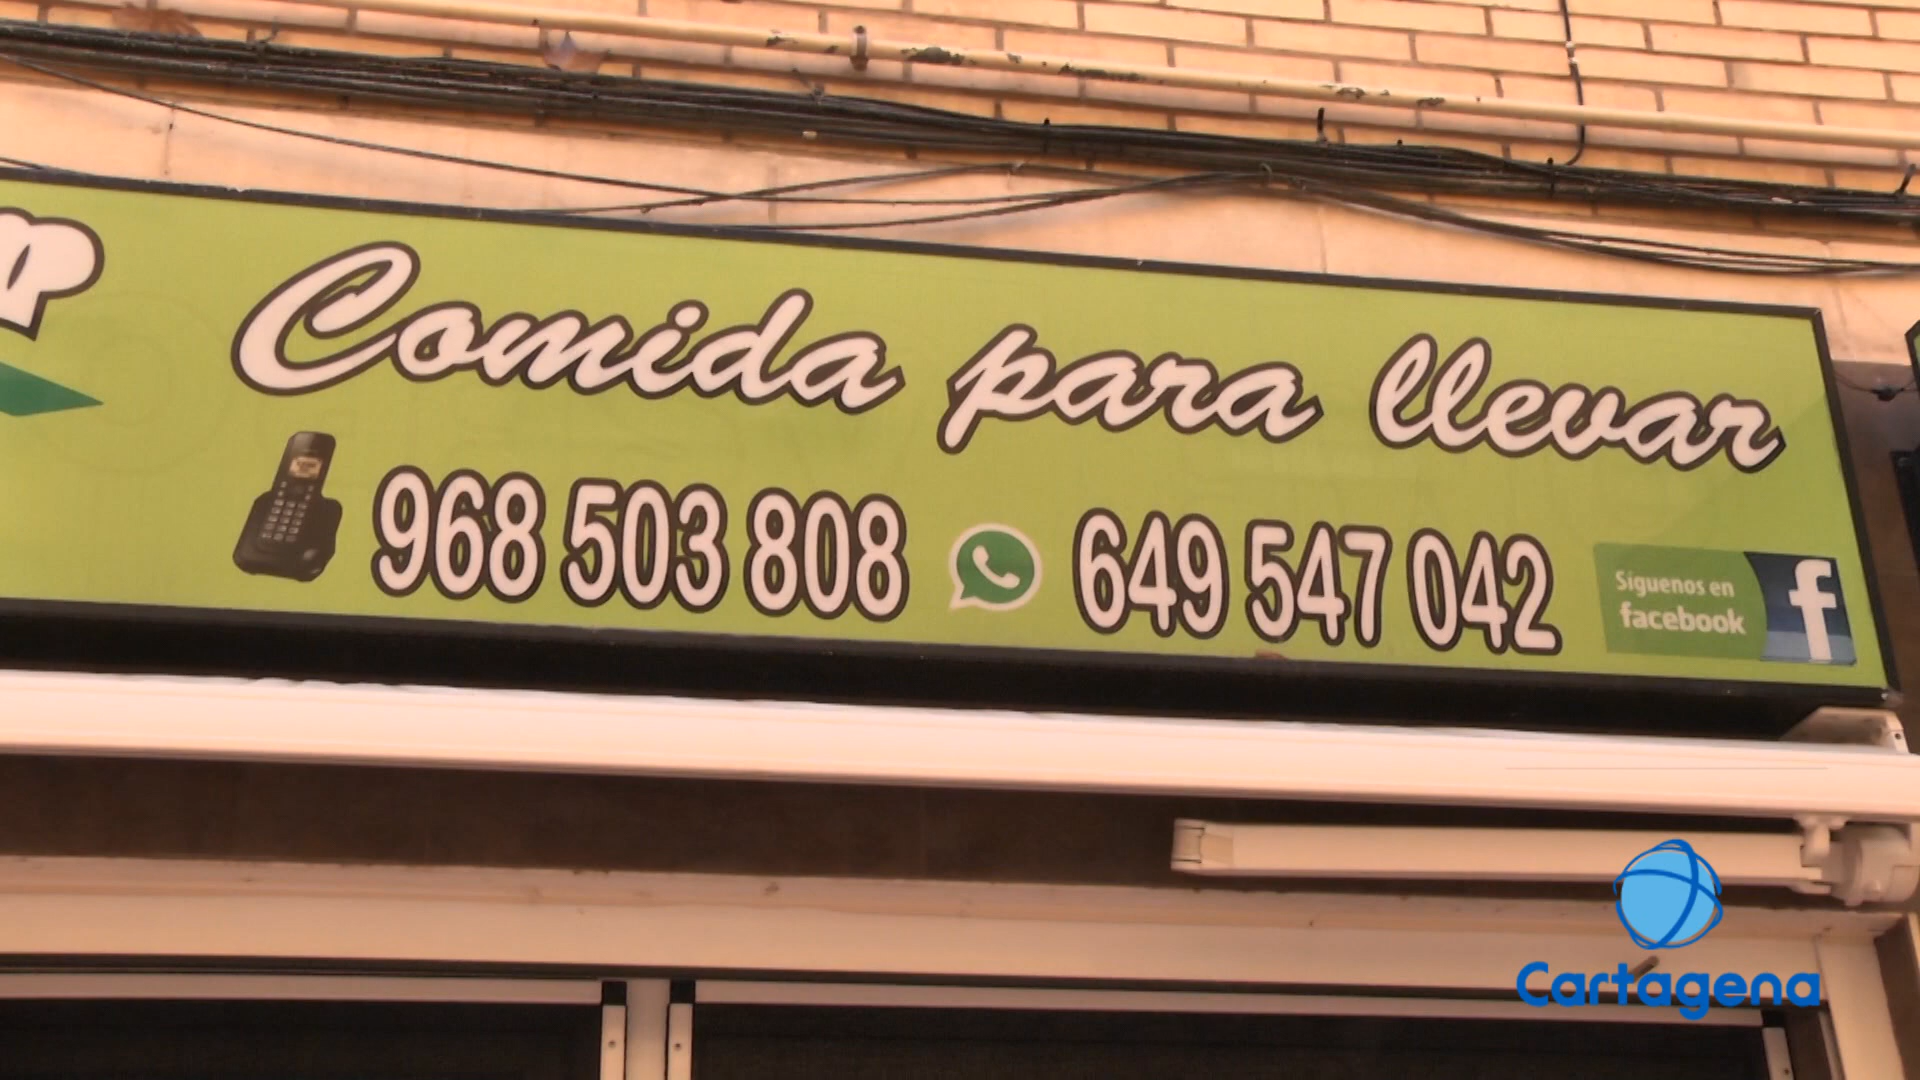 Comida para llevar
968 503 808 649 547 042
Síguenos en
facebook
f
Cartagena